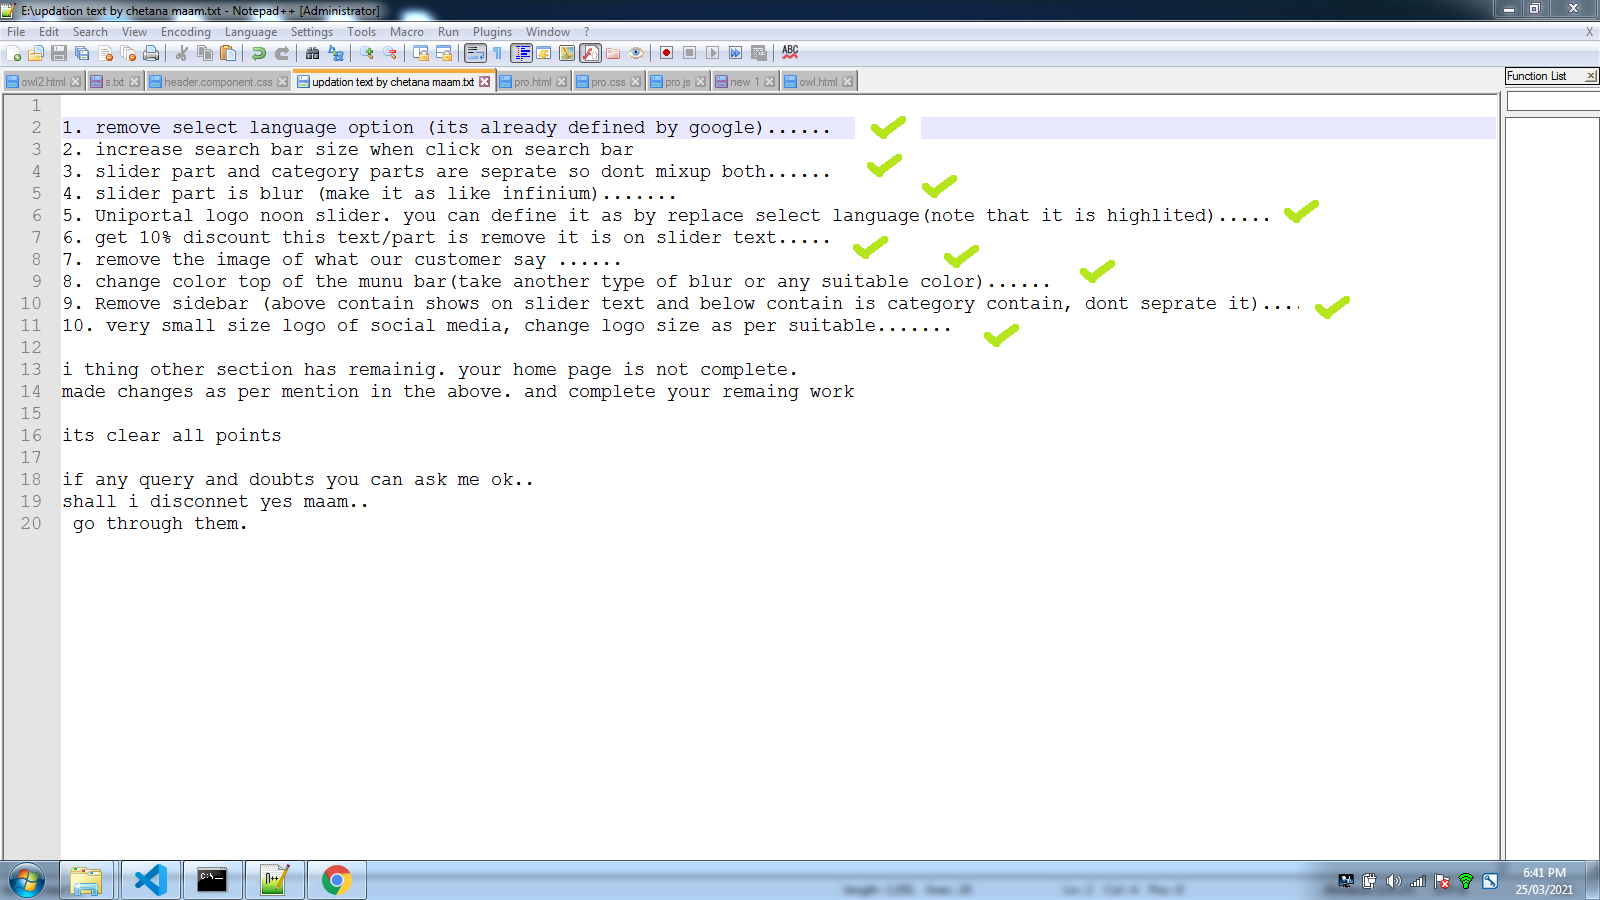 E:\updation text by chetana maam.txt - Notepad++ [Administrator]
File Edit Search View Encoding Language Settings Tools Macro Run Plugins Window ? X
owl2.html s.txt header.component.css updation text by chetana maam.txt pro.html pro.css pro.js new 1 owl.html
Function List
1
2 1. remove select language option (its already defined by google)......
3 2. increase search bar size when click on search bar
4 3. slider part and category parts are seprate so dont mixup both......
5 4. slider part is blur (make it as like infinium).......
6 5. Uniportal logo noon slider. you can define it as by replace select language(note that it is highlited).....
7 6. get 10% discount this text/part is remove it is on slider text.....
8 7. remove the image of what our customer say ......
9 8. change color top of the munu bar(take another type of blur or any suitable color)......
10 9. Remove sidebar (above contain shows on slider text and below contain is category contain, dont seprate it)....
11 10. very small size logo of social media, change logo size as per suitable.......
12
13 i thing other section has remainig. your home page is not complete.
14 made changes as per mention in the above. and complete your remaing work
15
16 its clear all points
17
18 if any query and doubts you can ask me ok..
19 shall i disconnet yes maam..
20 go through them.
6:41 PM
25/03/2021